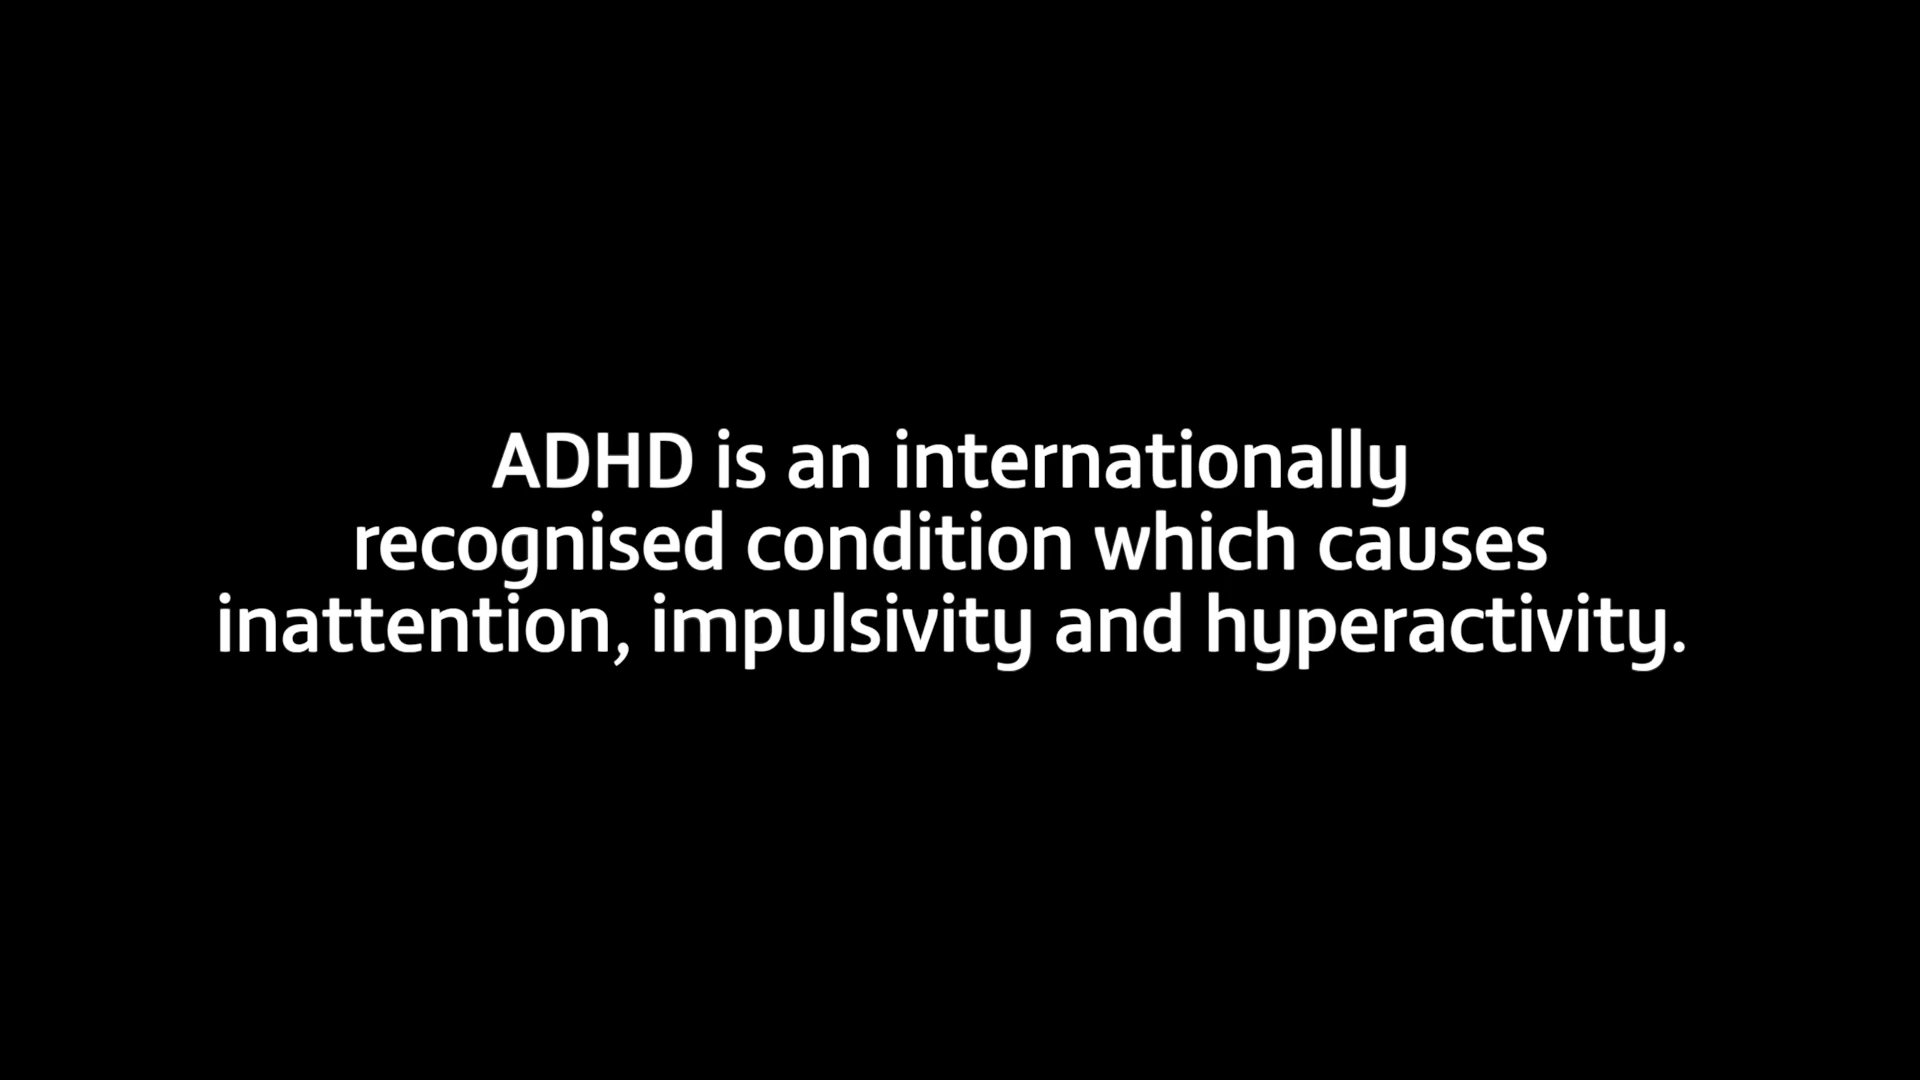 ADHD is an internationally
recognised condition which causes
inattention, impulsivity and hyperactivity.